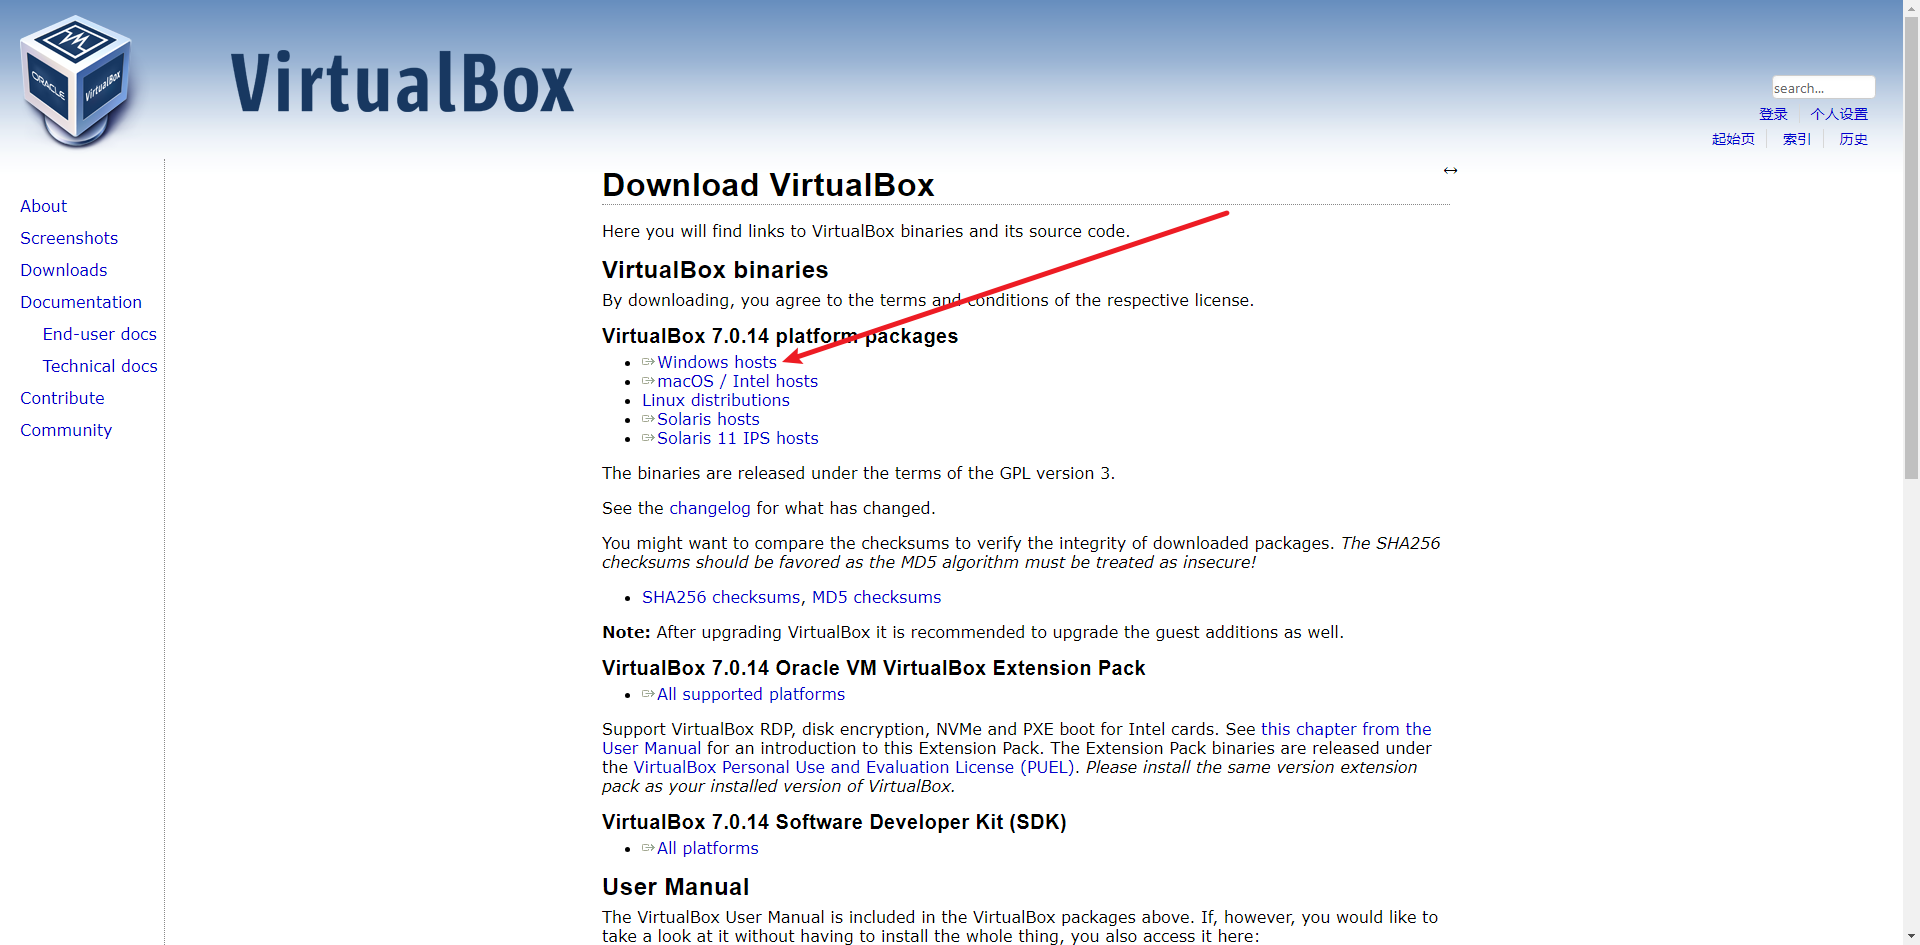 ORACLE
VirtualBox
VirtualBox
search...
登录 个人设置
起始页 索引 历史
About
Screenshots
Downloads
Documentation
End-user docs
Technical docs
Contribute
Community
Download VirtualBox
Here you will find links to VirtualBox binaries and its source code.
VirtualBox binaries
By downloading, you agree to the terms and conditions of the respective license.
VirtualBox 7.0.14 platform packages
Windows hosts
macOS / Intel hosts
Linux distributions
Solaris hosts
Solaris 11 IPS hosts
The binaries are released under the terms of the GPL version 3.
See the changelog for what has changed.
You might want to compare the checksums to verify the integrity of downloaded packages. The SHA256
checksums should be favored as the MD5 algorithm must be treated as insecure!
SHA256 checksums, MD5 checksums
Note: After upgrading VirtualBox it is recommended to upgrade the guest additions as well.
VirtualBox 7.0.14 Oracle VM VirtualBox Extension Pack
All supported platforms
Support VirtualBox RDP, disk encryption, NVMe and PXE boot for Intel cards. See this chapter from the
User Manual for an introduction to this Extension Pack. The Extension Pack binaries are released under
the VirtualBox Personal Use and Evaluation License (PUEL). Please install the same version extension
pack as your installed version of VirtualBox.
VirtualBox 7.0.14 Software Developer Kit (SDK)
All platforms
User Manual
The VirtualBox User Manual is included in the VirtualBox packages above. If, however, you would like to
take a look at it without having to install the whole thing, you also access it here: